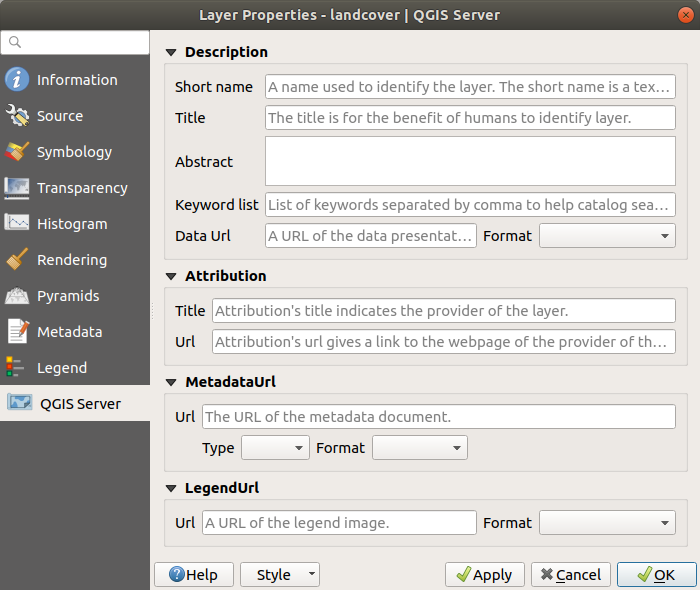 Layer Properties - landcover | QGIS Server
Information
Source
Symbology
Transparency
Histogram
Rendering
Pyramids
Metadata
Legend
QGIS Server
Description
Short name A name used to identify the layer. The short name is a tex...
Title The title is for the benefit of humans to identify layer.
Abstract
Keyword list List of keywords separated by comma to help catalog sea...
Data Url A URL of the data presentat... Format
Attribution
Title Attribution's title indicates the provider of the layer.
Url Attribution's url gives a link to the webpage of the provider of th...
MetadataUrl
Url The URL of the metadata document.
Type Format
LegendUrl
Url A URL of the legend image. Format
Help Style Apply Cancel OK